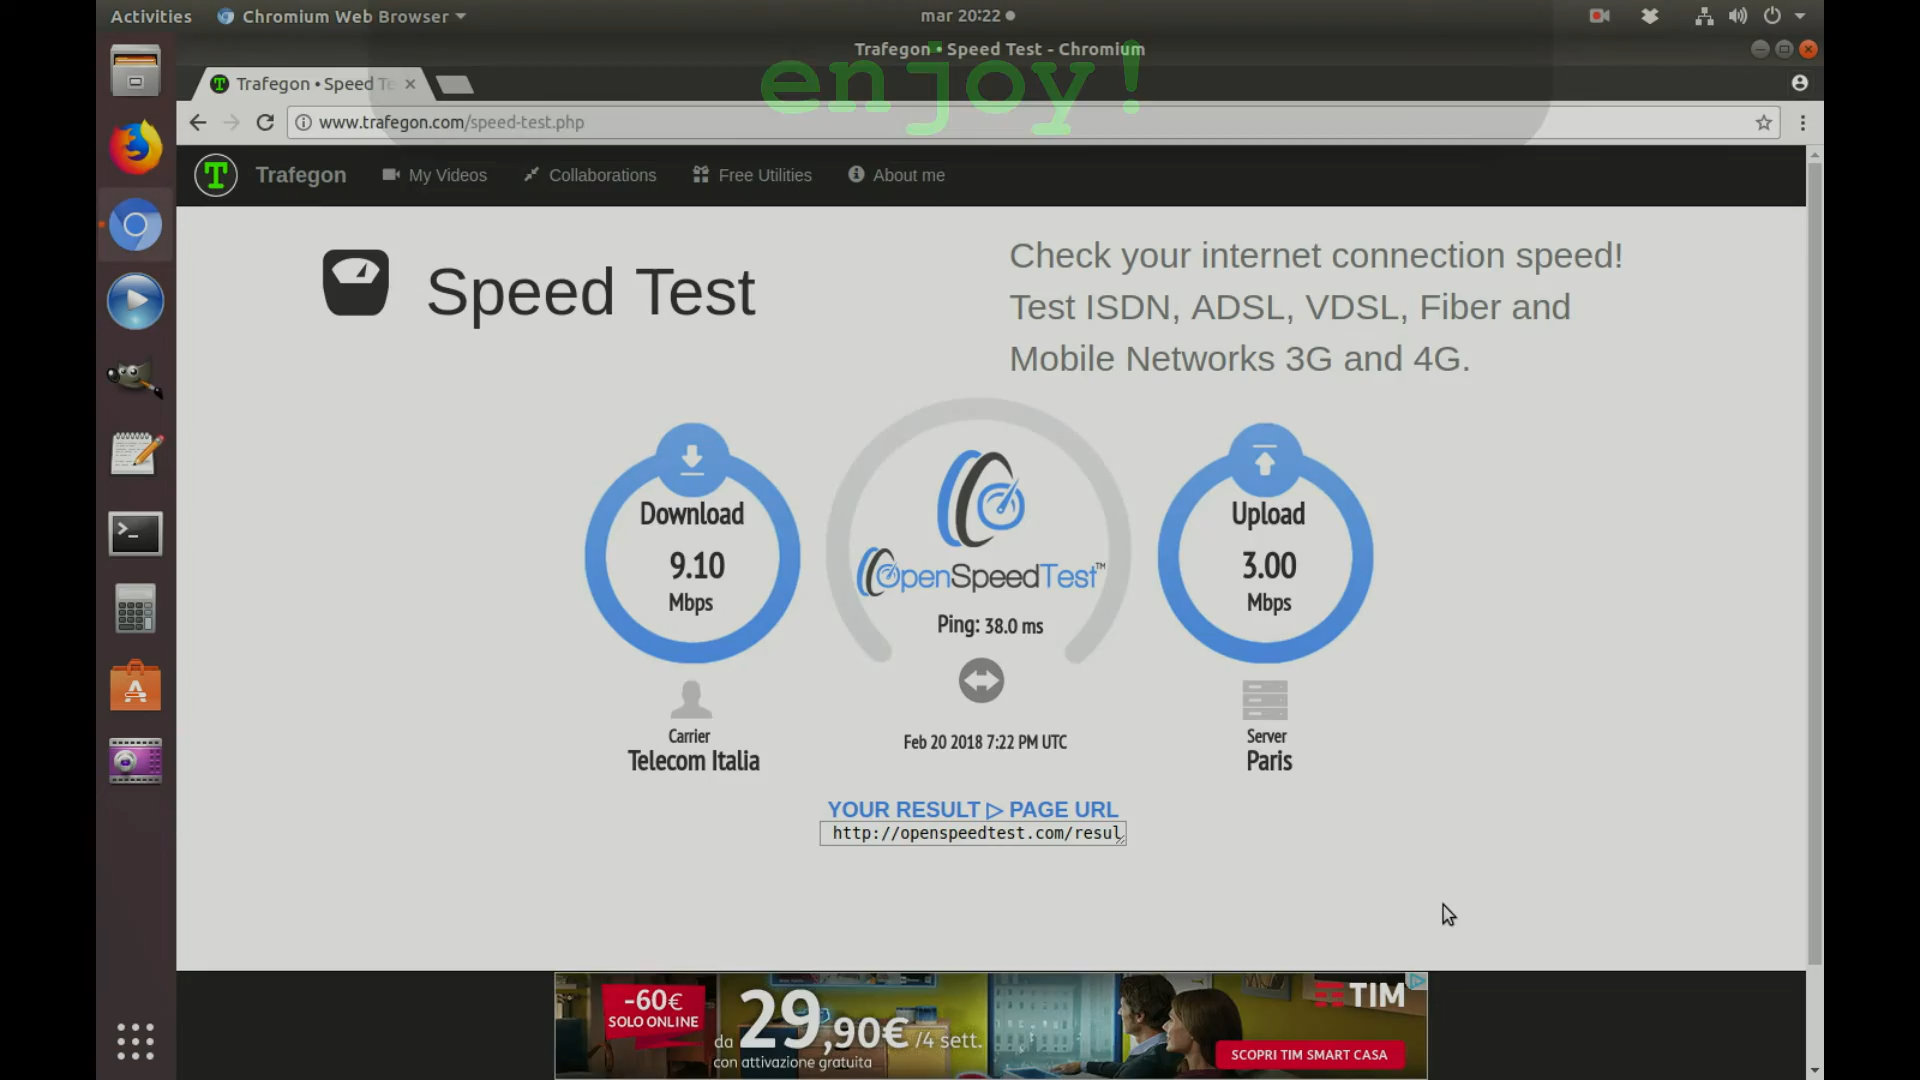 Activities
Chromium Web Browser
mar 20:22
Trafegon • Speed Test - Chromium
enjoy!
Trafegon • Speed Te
www.trafegon.com/speed-test.php
T Trafegon My Videos Collaborations Free Utilities About me
Speed Test
Check your internet connection speed!
Test ISDN, ADSL, VDSL, Fiber and
Mobile Networks 3G and 4G.
Download
9.10
Mbps
OpenSpeedTest™
Ping: 38.0 ms
Upload
3.00
Mbps
Carrier
Telecom Italia
Feb 20 2018 7:22 PM UTC
Server
Paris
YOUR RESULT ▷ PAGE URL
http://openspeedtest.com/resul
-60€
SOLO ONLINE
da 29,90€ /4 sett.
con attivazione gratuita
TIM
SCOPRI TIM SMART CASA